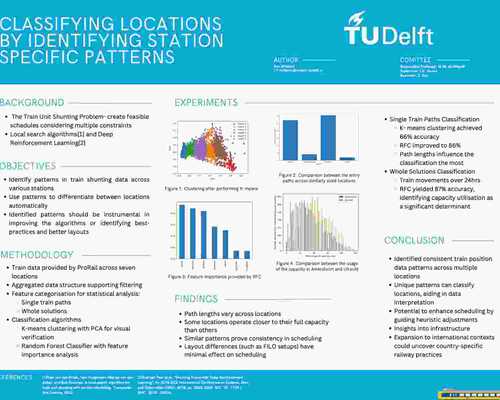 CLASSIFYING LOCATIONS
BY IDENTIFYING STATION
SPECIFIC PATTERNS
TUDelft
AUTHOR
COMITTEE
BACKGROUND
• The Train Unit Shunting Problem- create feasible
schedules considering multiple constraints
• Local search algorithms[1] and Deep
Reinforcement Learning[2]
OBJECTIVES
• Identify patterns in train shunting data across
various stations
• Use patterns to differentiate between locations
automatically
• Identified patterns should be instrumental in
improving the algorithms or identifying best-
practices and better layouts
METHODOLOGY
• Train data provided by ProRail across seven
locations
• Aggregated data structure supporting filtering
• Feature categorisation for statistical analysis:
Single train paths
Whole solutions
• Classification algorithms
K-means clustering with PCA for visual
verification
Random Forest Classifier with feature
importance analysis
EXPERIMENTS
Figure 1: Clustering after performing K-means
Figure 2: Comparison between the entry
paths across similarly sized locations
Figure 3: Feature importance provided by RFC
Figure 4: Comparison between the usage
of the capacity in Amersfoort and Utrecht
FINDINGS
• Path lengths vary across locations
• Some locations operate closer to their full capacity
than others
• Similar patterns prove consistency in scheduling
• Layout differences (such as FILO setups) have
minimal effect on scheduling
• Single Train Paths Classification
K-means clustering achieved
66% accuracy
RFC improved to 86%
Path lengths influence the
classification the most
• Whole Solutions Classification
Train movements over 24hrs
RFC yielded 87% accuracy,
identifying capacity utilisation as
a significant determinant
CONCLUSION
• Identified consistent train position
data patterns across multiple
locations
• Unique patterns can classify
locations, aiding in data
interpretation
• Potential to enhance scheduling by
guiding heuristic adjustments
• Insights into infrastructure
• Expansion to international contexts
could uncover country-specific
railway practices